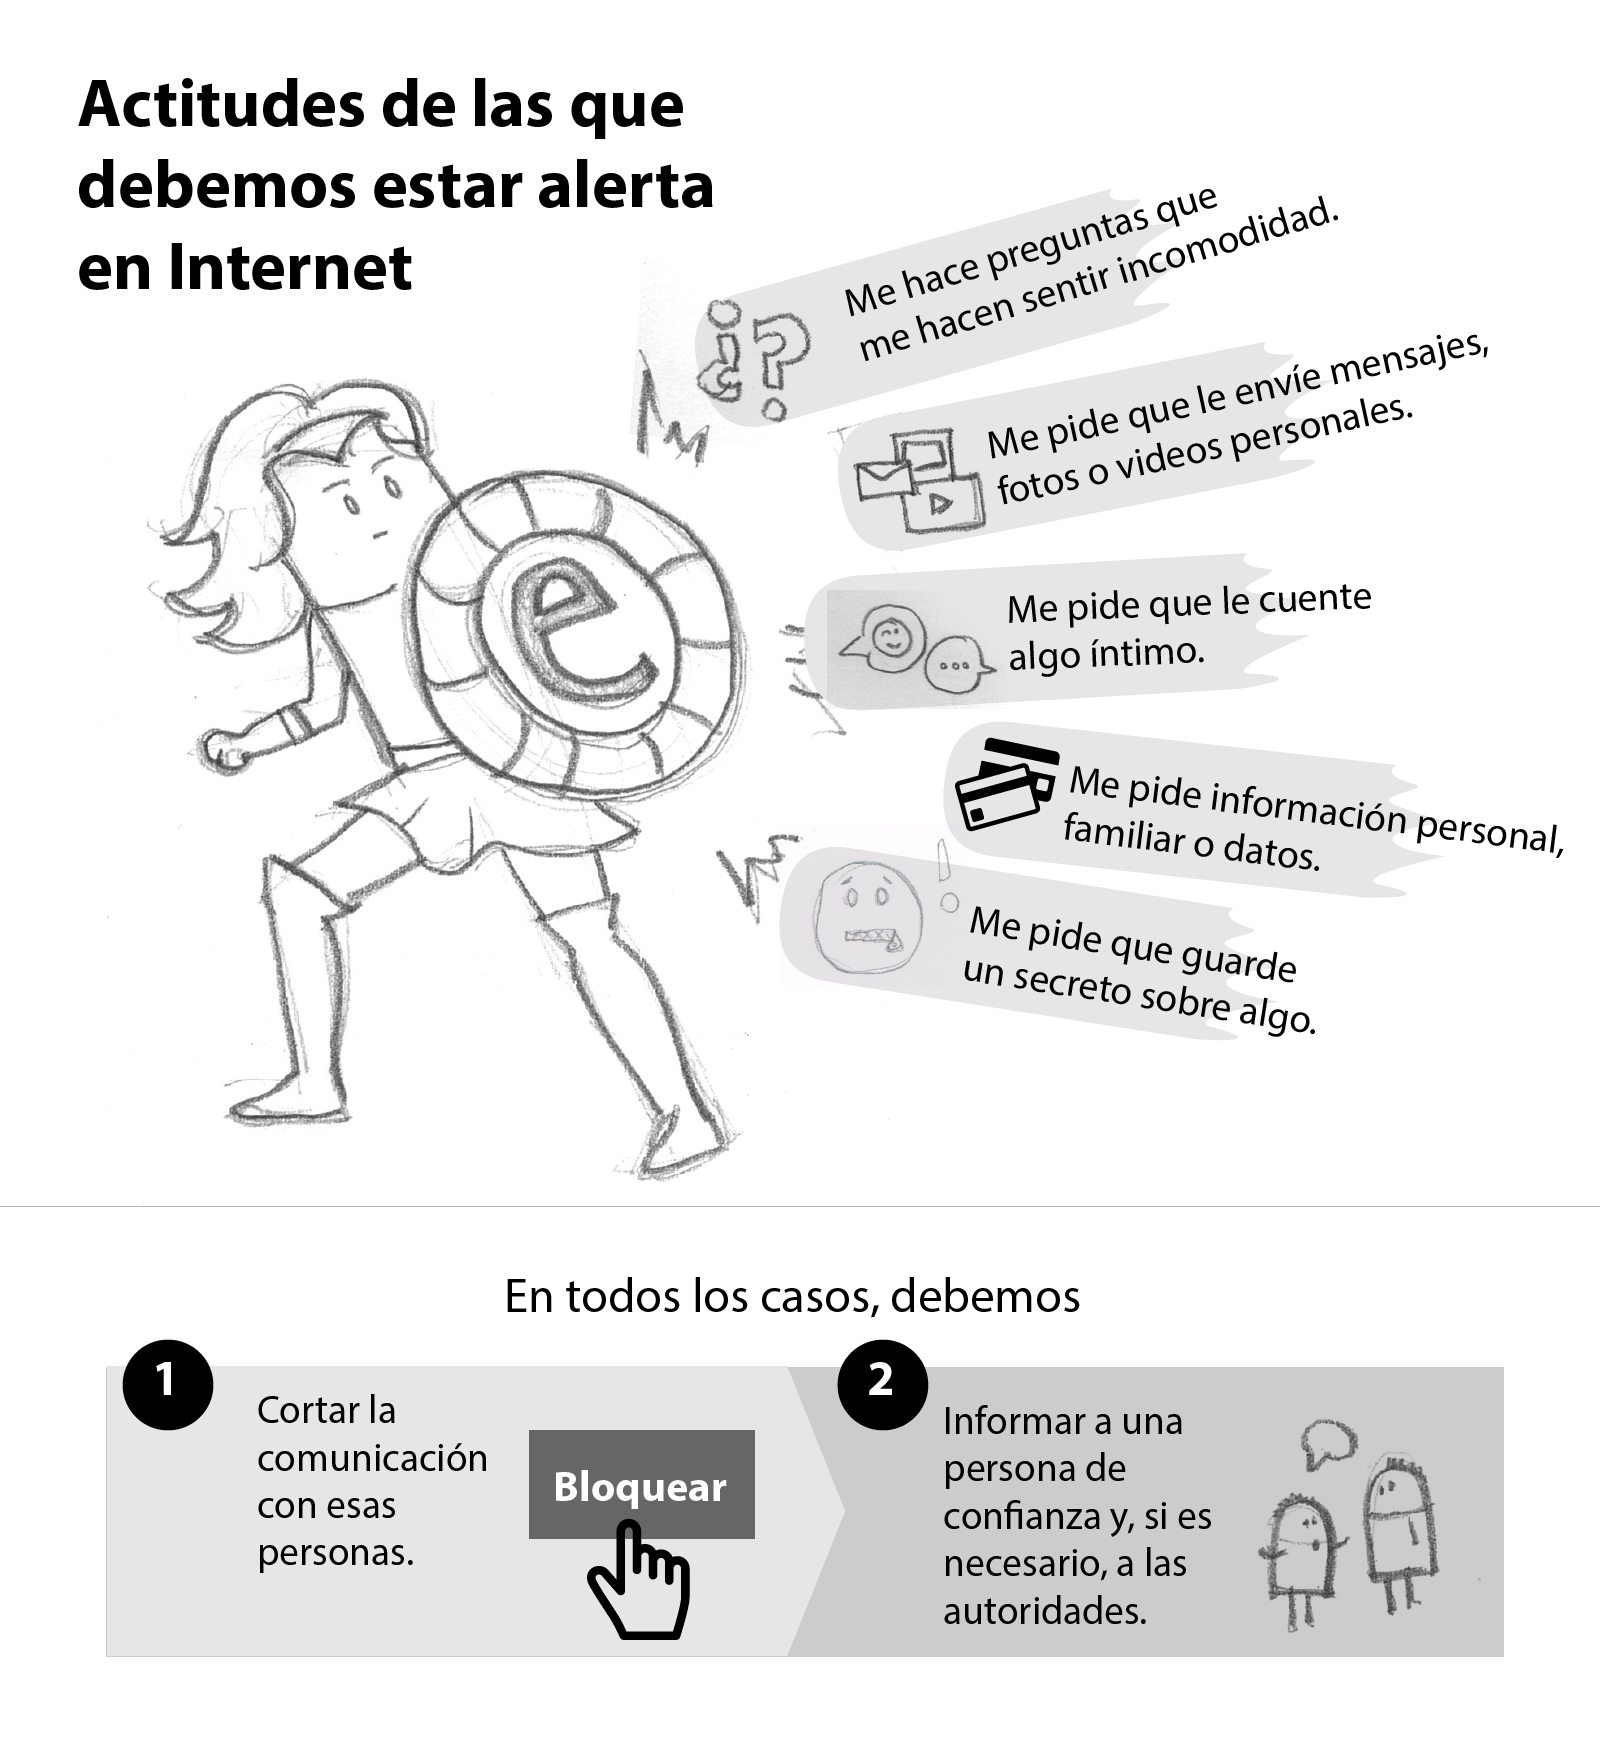 Actitudes de las que
debemos estar alerta
en Internet
¿?
Me hace preguntas que
me hacen sentir incomodidad.
Me pide que le envíe mensajes,
fotos o videos personales.
e
Me pide que le cuente
algo íntimo.
Me pide información personal,
familiar o datos.
!
Me pide que guarde
un secreto sobre algo.
En todos los casos, debemos
1
Cortar la
comunicación
con esas
personas.
Bloquear
2
Informar a una
persona de
confianza y, si es
necesario, a las
autoridades.